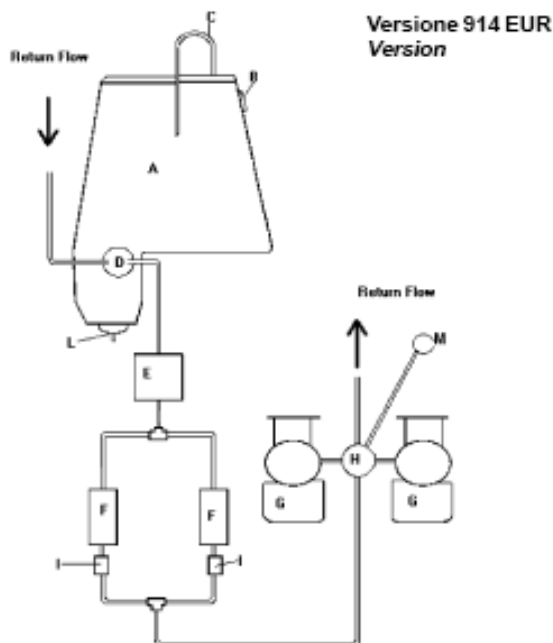 C
Versione 914 EUR
Version
Return Flow
B
A
D
Return Flow
L
M
E
H
F
F
G
G
I
I